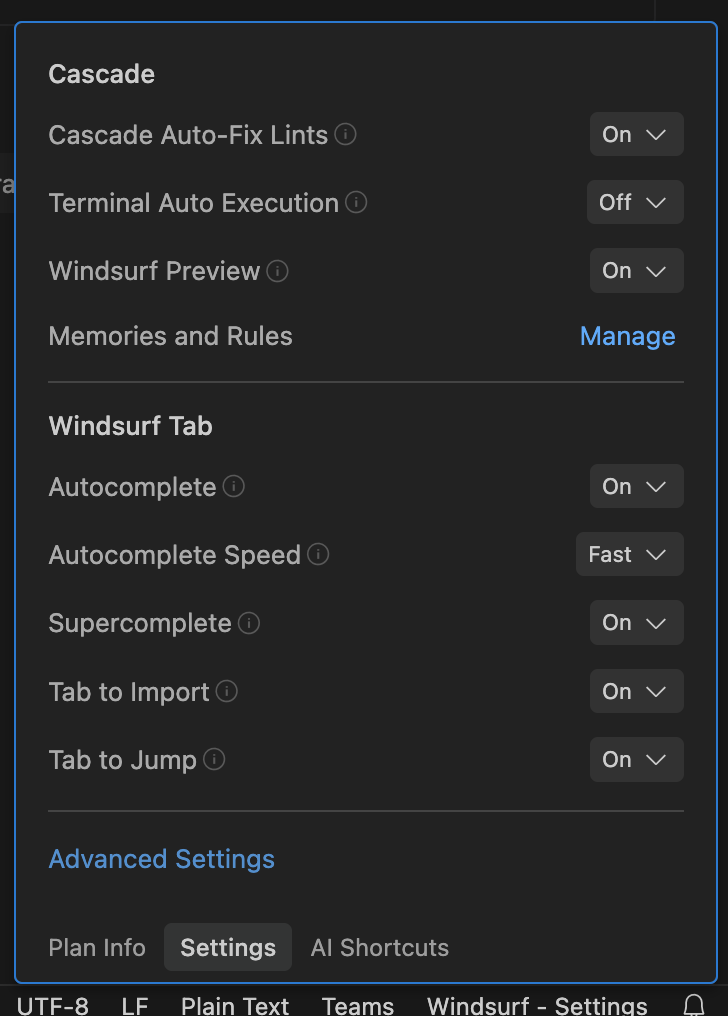 Cascade
Cascade Auto-Fix Lints On
Terminal Auto Execution Off
Windsurf Preview On
Memories and Rules Manage
Windsurf Tab
Autocomplete On
Autocomplete Speed Fast
Supercomplete On
Tab to Import On
Tab to Jump On
Advanced Settings
Plan Info Settings AI Shortcuts
UTF-8 LF Plain Text Teams Windsurf - Settings